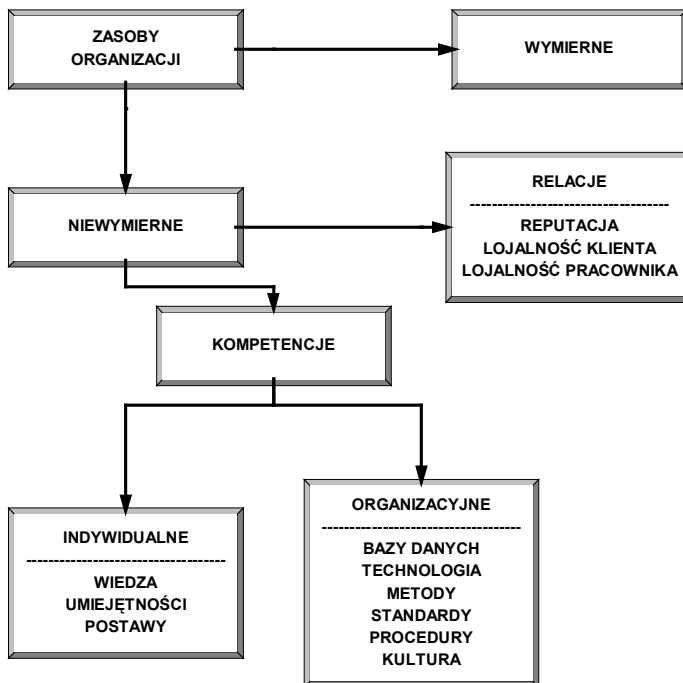 ZASOBY
ORGANIZACJI
WYMIERNE
NIEWYMIERNE
RELACJE
REPUTACJA
LOJALNOŚĆ KLIENTA
LOJALNOŚĆ PRACOWNIKA
KOMPETENCJE
INDYWIDUALNE
WIEDZA
UMIEJĘTNOŚCI
POSTAWY
ORGANIZACYJNE
BAZY DANYCH
TECHNOLOGIA
METODY
STANDARDY
PROCEDURY
KULTURA